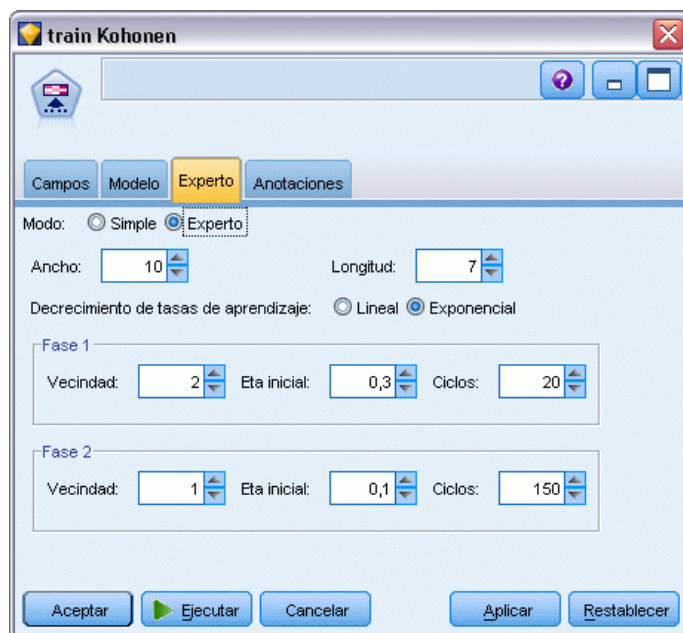 train Kohonen
?
Campos Modelo Experto Anotaciones
Modo: Simple Experto
Ancho: 10 Longitud: 7
Decrecimiento de tasas de aprendizaje: Lineal Exponencial
Fase 1
Vecindad: 2 Eta inicial: 0,3 Ciclos: 20
Fase 2
Vecindad: 1 Eta inicial: 0,1 Ciclos: 150
Aceptar Ejecutar Cancelar Aplicar Restablecer